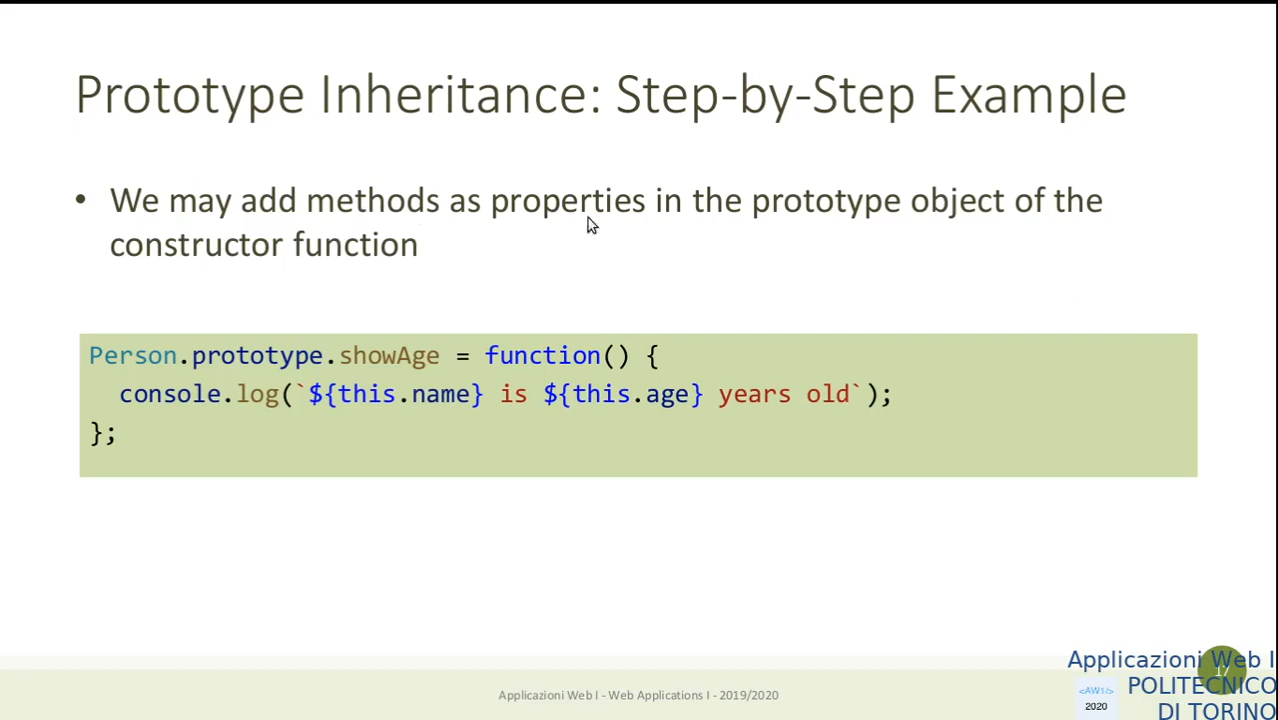 Prototype Inheritance: Step-by-Step Example
• We may add methods as properties in the prototype object of the
constructor function
Person.prototype.showAge = function() {
  console.log(`${this.name} is ${this.age} years old`);
};
Applicazioni Web I - Web Applications I - 2019/2020
Applicazioni Web I
17
<AW1/>
2020
POLITECNICO
DI TORINO